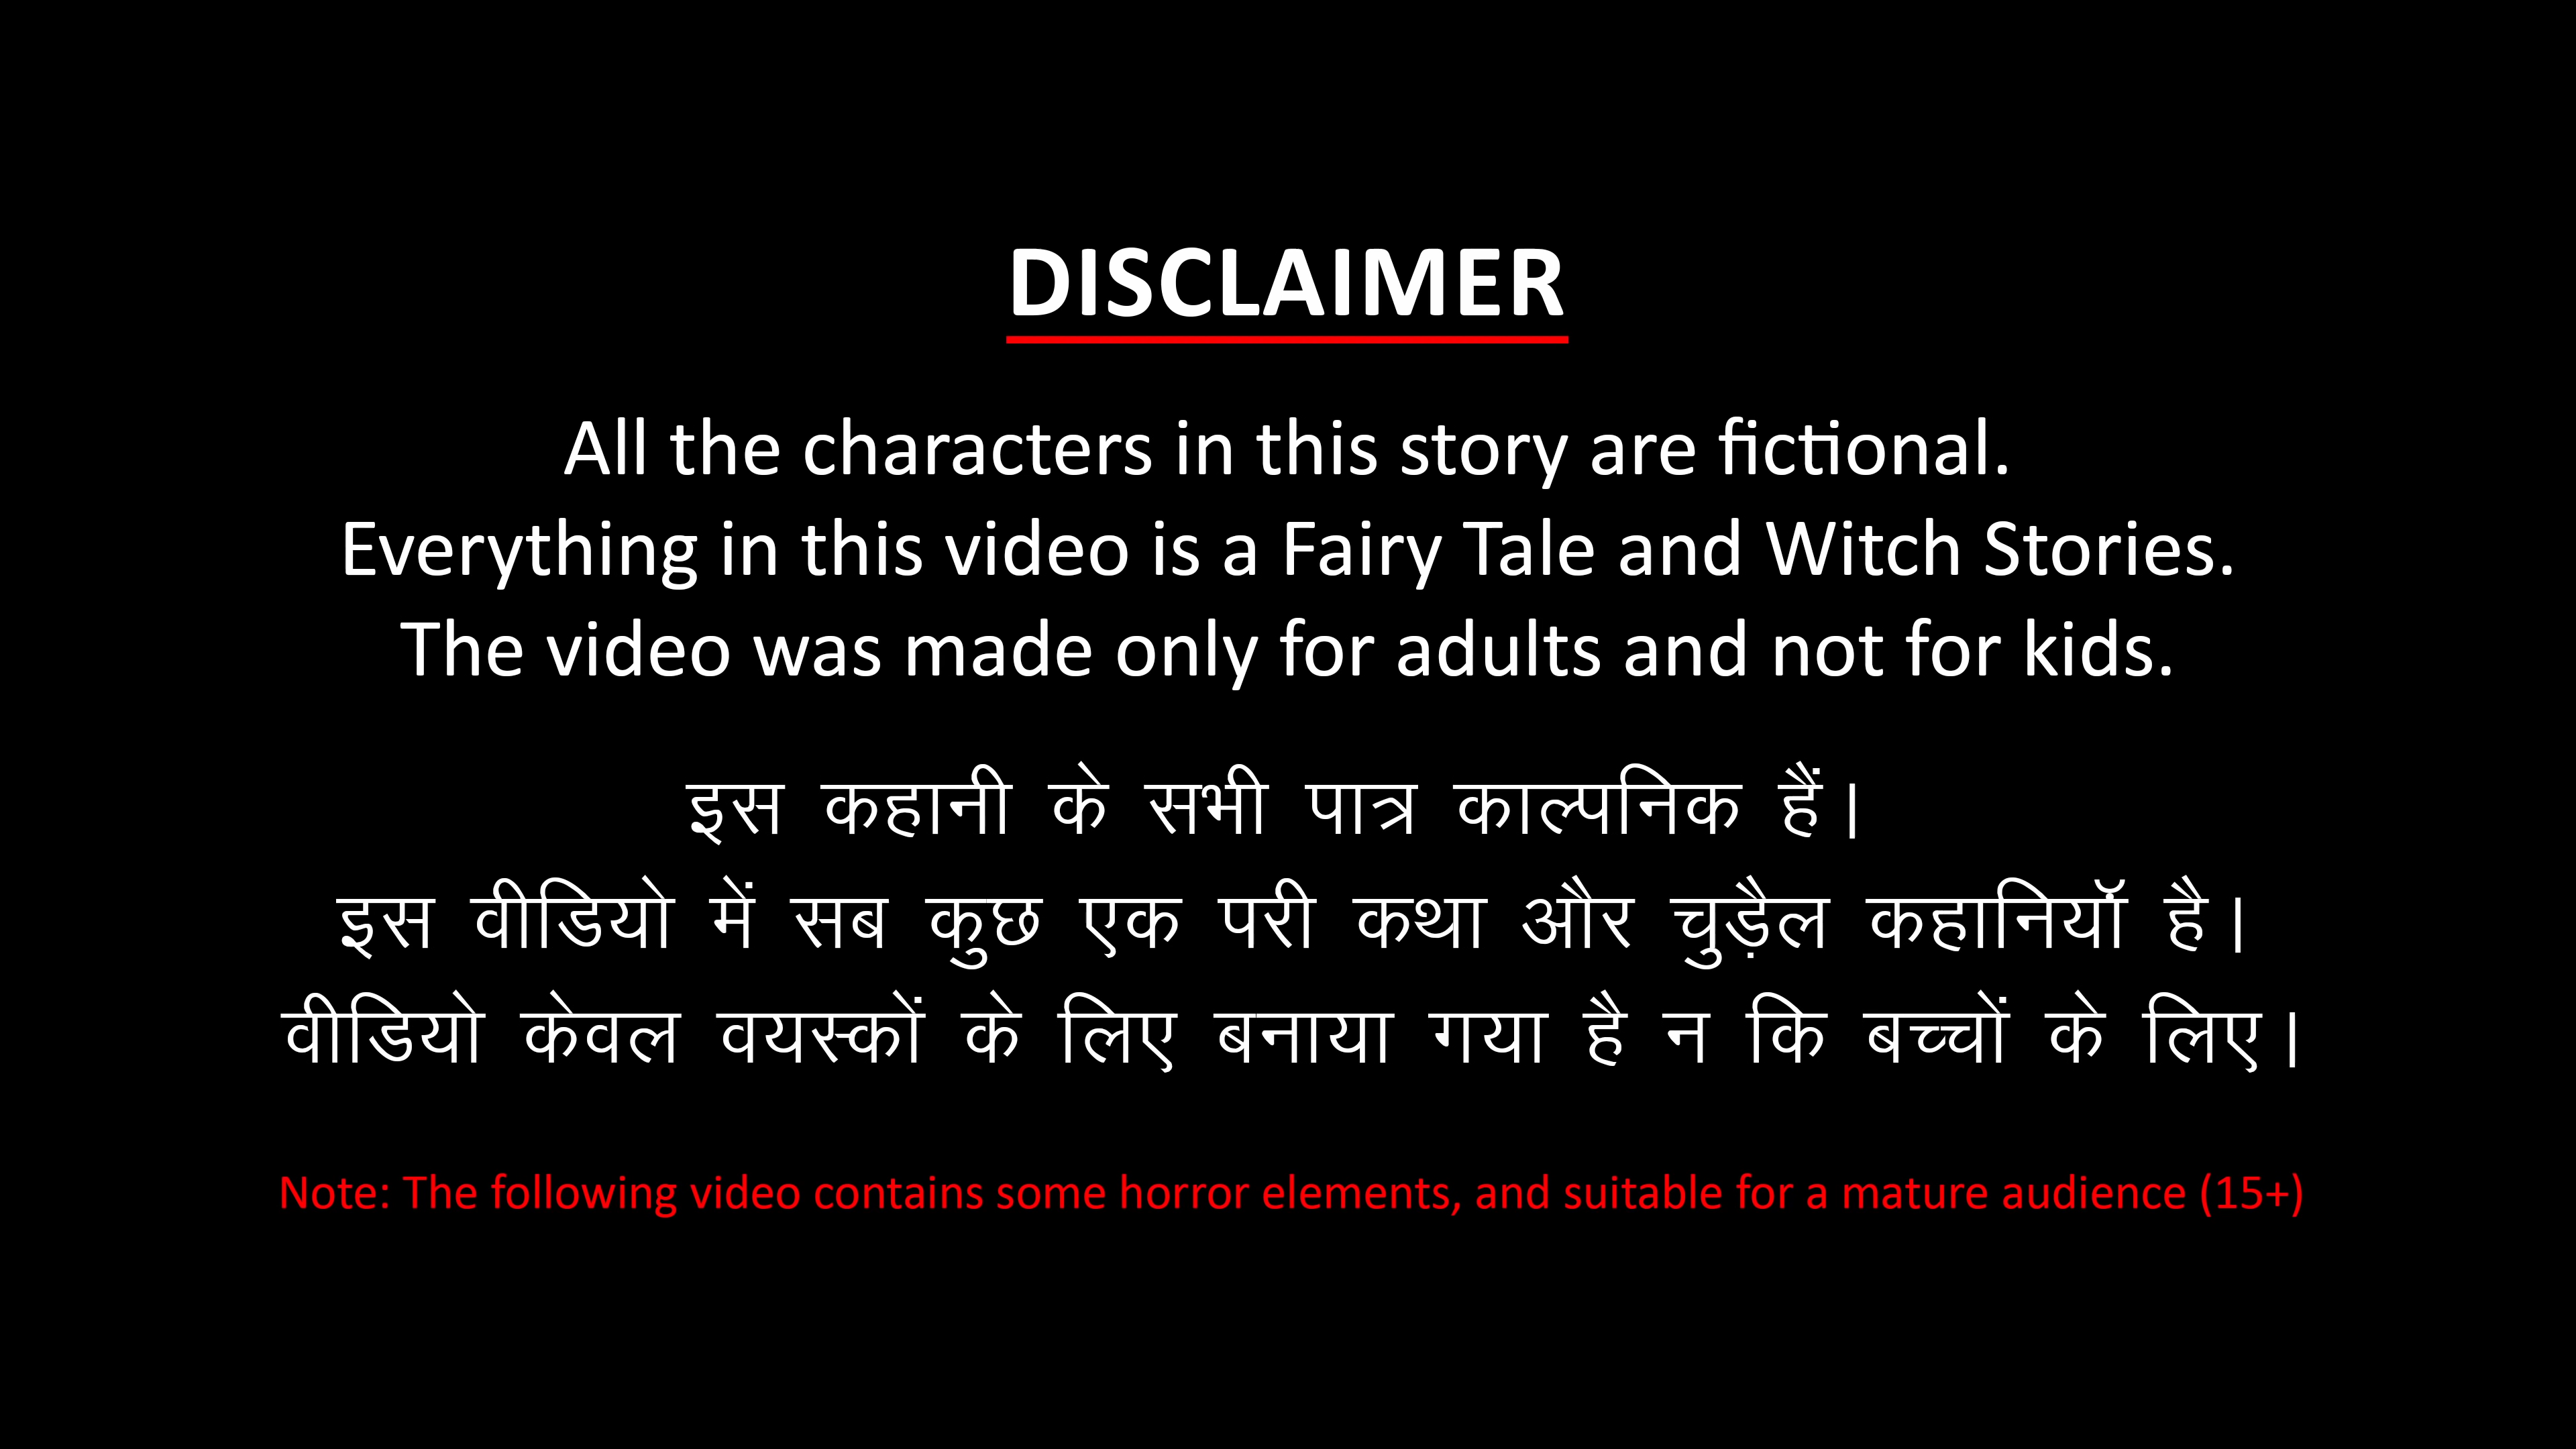 DISCLAIMER
All the characters in this story are fictional.
Everything in this video is a Fairy Tale and Witch Stories.
The video was made only for adults and not for kids.
इस कहानी के सभी पात्र काल्पनिक हैं।
इस वीडियो में सब कुछ एक परी कथा और चुड़ैल कहानियॉ है।
वीडियो केवल वयस्कों के लिए बनाया गया है न कि बच्चों के लिए।
Note: The following video contains some horror elements, and suitable for a mature audience (15+)